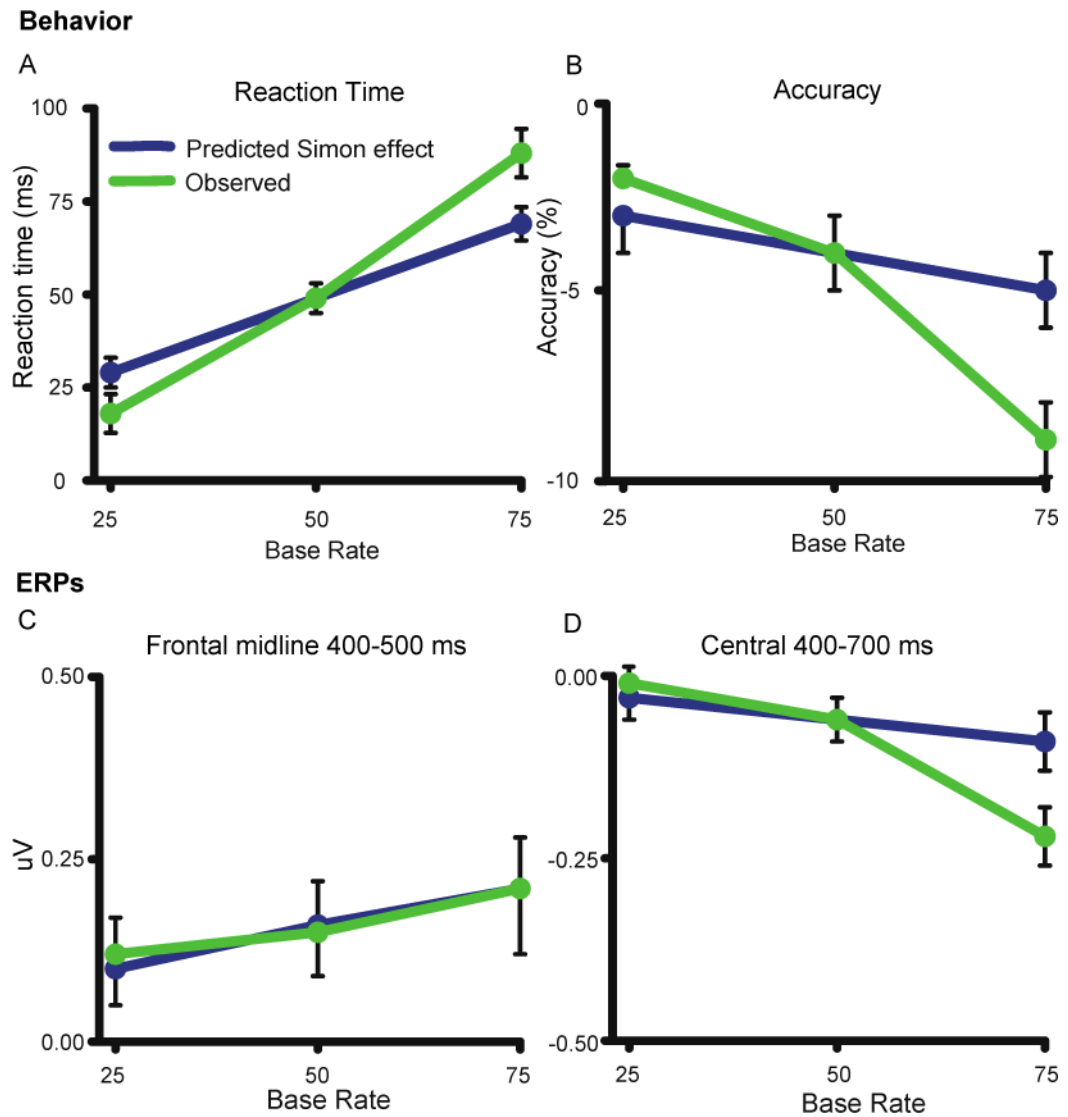 Behavior
A
Reaction Time
100
75
50
25
0
Reaction time (ms)
Predicted Simon effect
Observed
25 50 75
Base Rate
B
Accuracy
0
-5
-10
Accuracy (%)
25 50 75
Base Rate
ERPs
C
Frontal midline 400-500 ms
0.50
0.25
0.00
uV
25 50 75
Base Rate
D
Central 400-700 ms
0.00
-0.25
-0.50
25 50 75
Base Rate